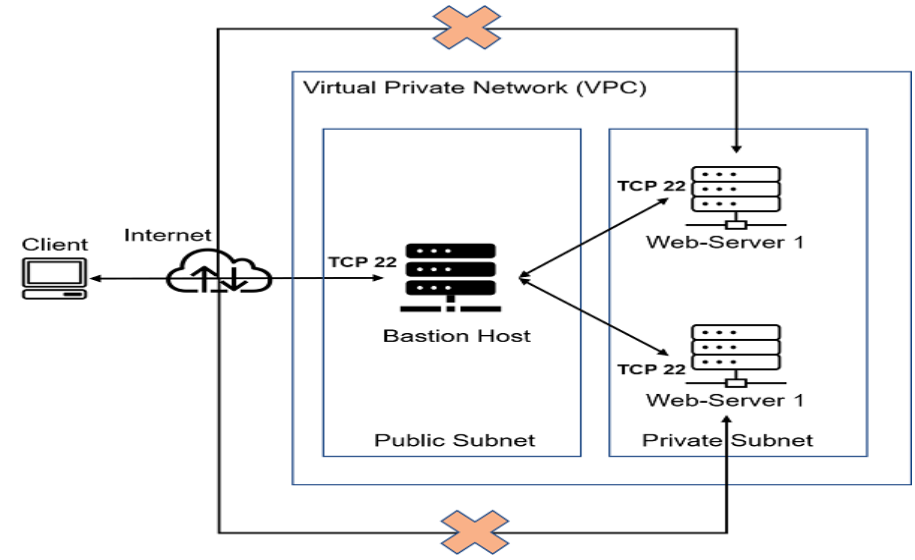 Virtual Private Network (VPC)
TCP 22
Web-Server 1
Internet
Client
TCP 22
Bastion Host
TCP 22
Web-Server 1
Public Subnet
Private Subnet